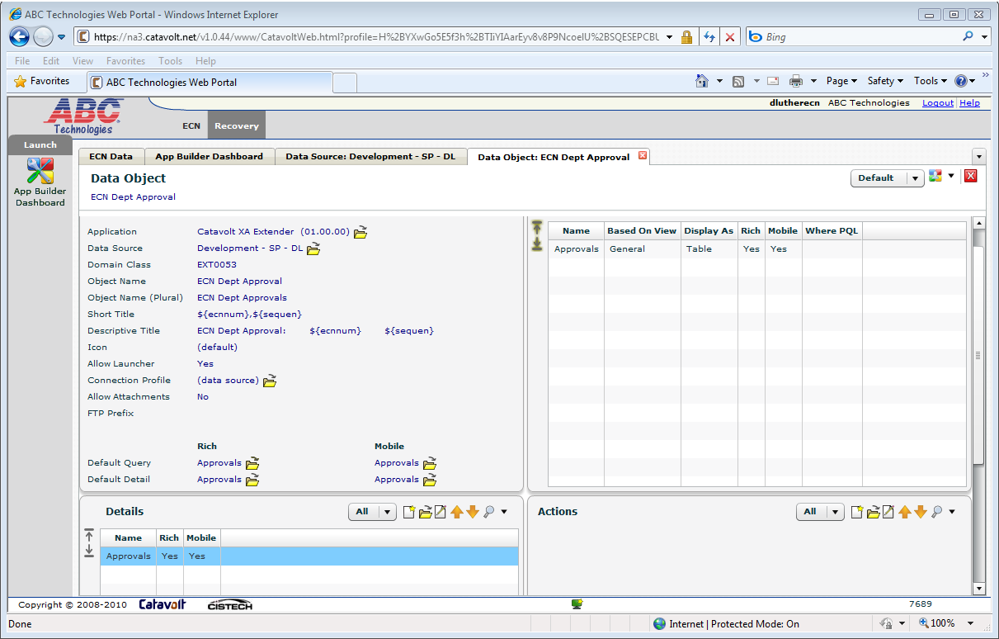 ABC Technologies Web Portal - Windows Internet Explorer
https://na3.catavolt.net/v1.0.44/www/CatavoltWeb.html?profile=H%2BYXwGo5E5f3h%2BTIiYIAarEyv8v8P9NcoelU%2BSQESEPCBL
Bing
File Edit View Favorites Tools Help
Favorites
ABC Technologies Web Portal
Page Safety Tools
dlutherecn ABC Technologies Logout Help
ABC
Technologies
ECN Recovery
Launch
App Builder
Dashboard
ECN Data App Builder Dashboard Data Source: Development - SP - DL Data Object: ECN Dept Approval
Data Object
Default
ECN Dept Approval
Application Catavolt XA Extender (01.00.00)
Data Source Development - SP - DL
Domain Class EXT0053
Object Name ECN Dept Approval
Object Name (Plural) ECN Dept Approvals
Short Title ${ecnnum},${sequen}
Descriptive Title ECN Dept Approval: ${ecnnum} ${sequen}
Icon (default)
Allow Launcher Yes
Connection Profile (data source)
Allow Attachments No
FTP Prefix
Rich Mobile
Default Query Approvals Approvals
Default Detail Approvals Approvals
Name Based On View Display As Rich Mobile Where PQL
Approvals General Table Yes Yes
Details All
Name Rich Mobile
Approvals Yes Yes
Actions All
Copyright © 2008-2010 Catavolt CISTECH 7689
Done Internet | Protected Mode: On 100%